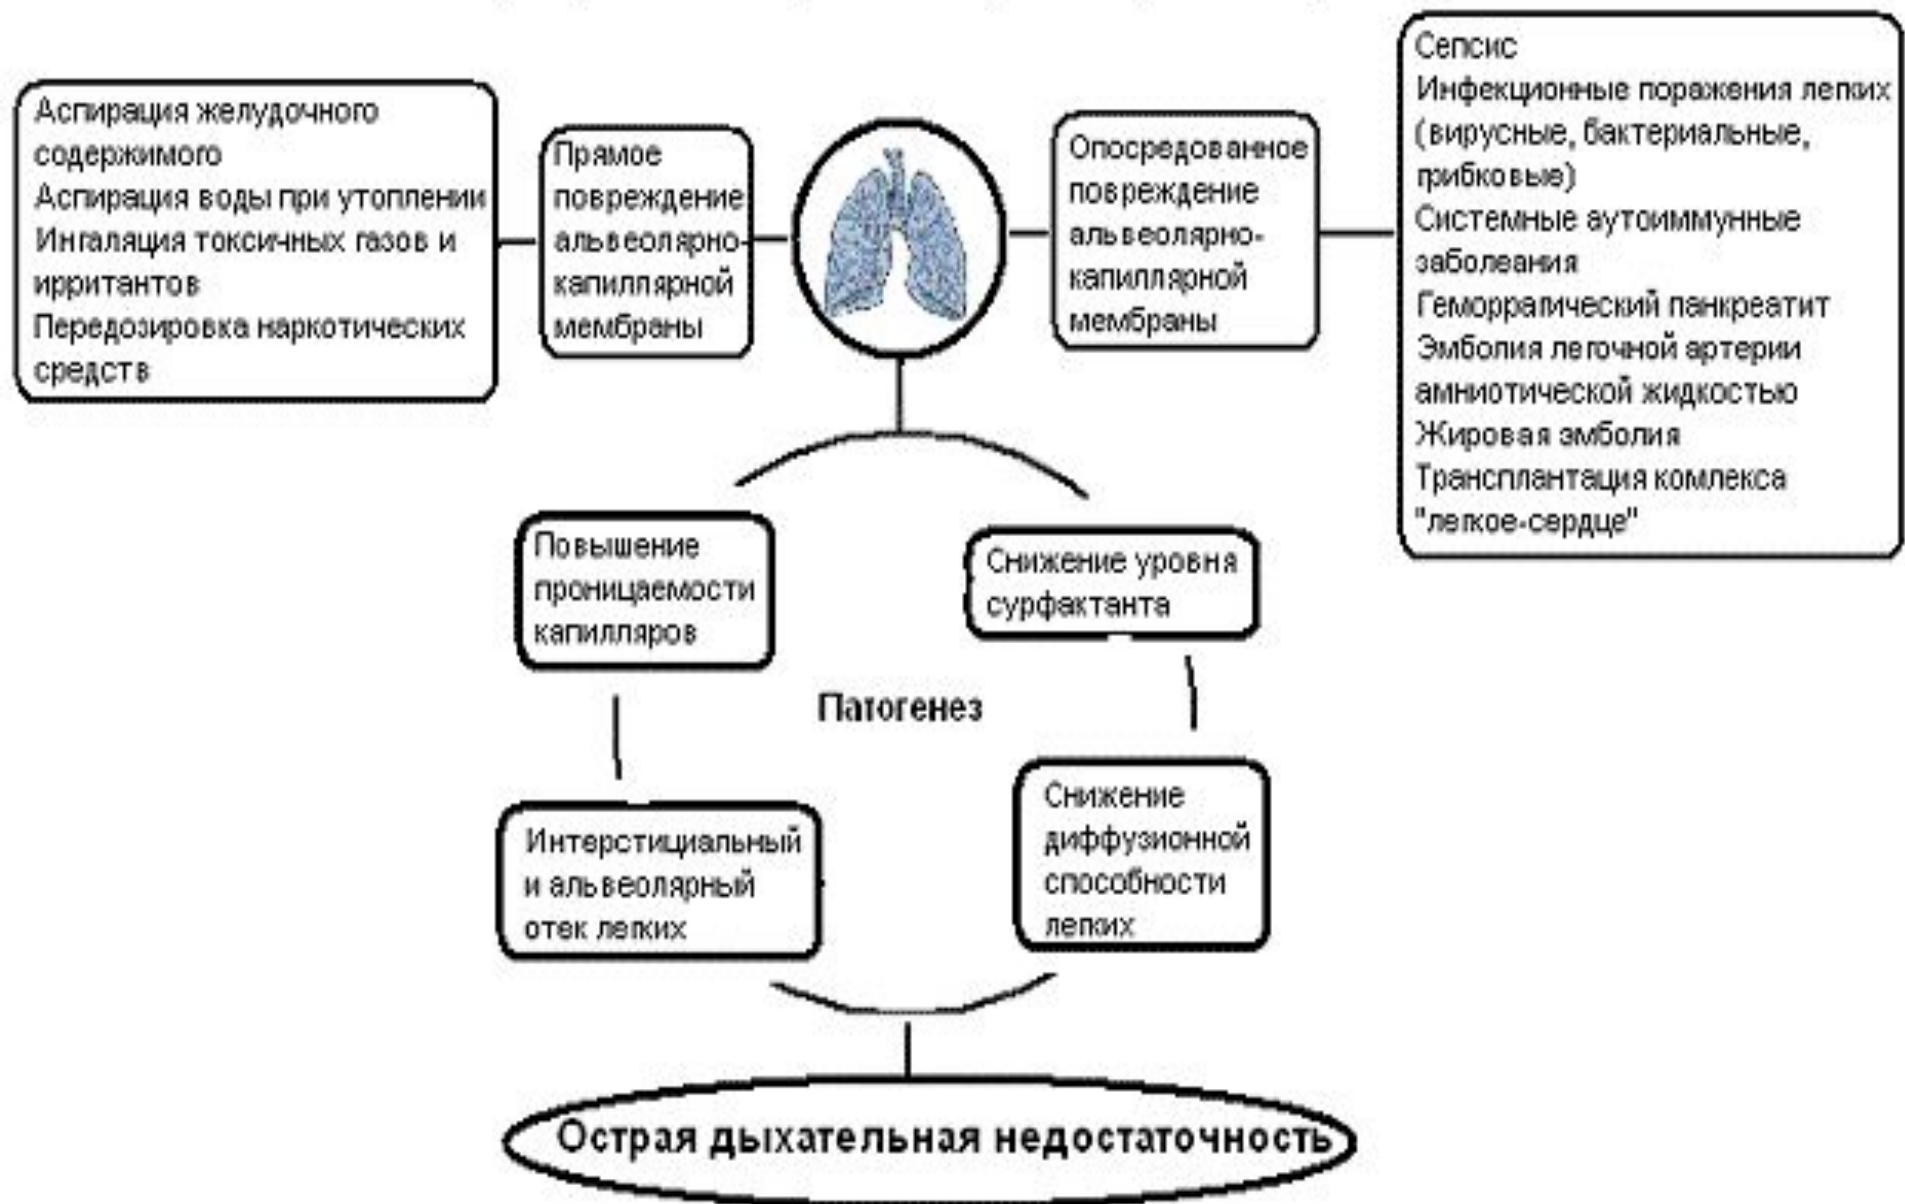 Аспирация желудочного
содержимого
Аспирация воды при утоплении
Ингаляция токсичных газов и
ирритантов
Передозировка наркотических
средств
Прямое
повреждение
альвеолярно-
капиллярной
мембраны
Опосредованное
повреждение
альвеолярно-
капиллярной
мембраны
Сепсис
Инфекционные поражения легких
(вирусные, бактериальные,
грибковые)
Системные аутоиммунные
заболевания
Геморрагический панкреатит
Эмболия легочной артерии
амниотической жидкостью
Жировая эмболия
Трансплантация комлекса
"легкое-сердце"
Повышение
проницаемости
капилляров
Снижение уровня
сурфактанта
Патогенез
Интерстициальный
и альвеолярный
отек легких
Снижение
диффузионной
способности
легких
Острая дыхательная недостаточность